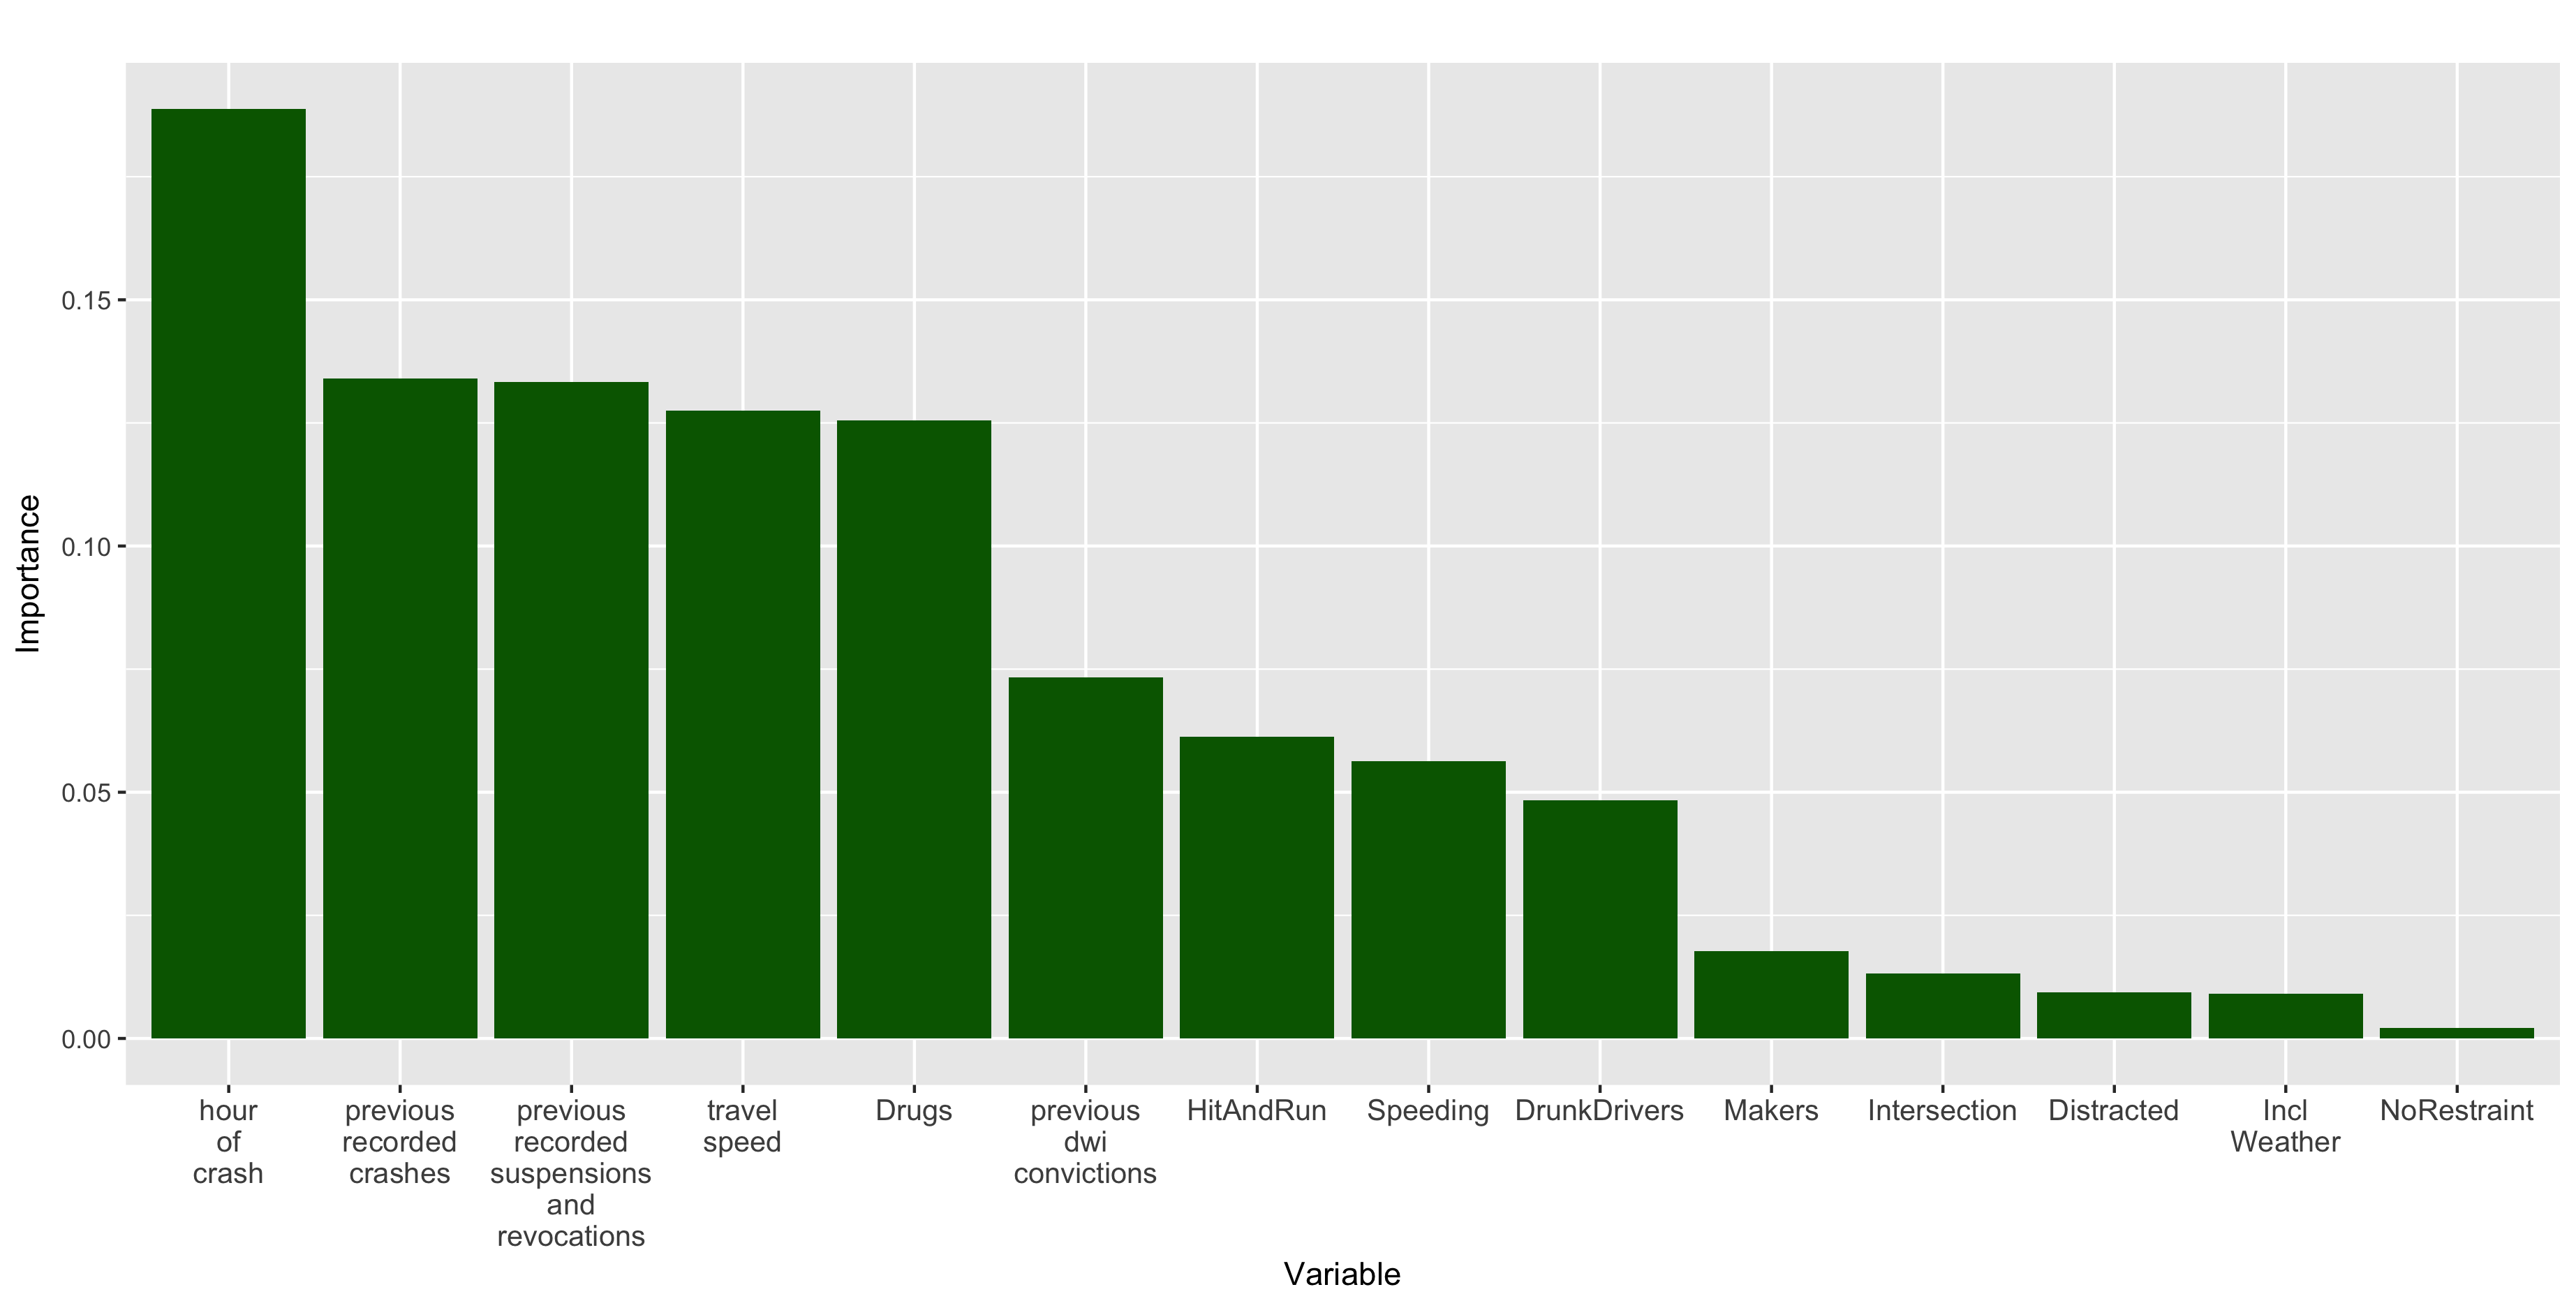 Importance
0.15
0.10
0.05
0.00
hour
of
crash
previous
recorded
crashes
previous
recorded
suspensions
and
revocations
travel
speed
Drugs
previous
dwi
convictions
HitAndRun
Speeding
DrunkDrivers
Makers
Intersection
Distracted
Incl
Weather
NoRestraint
Variable